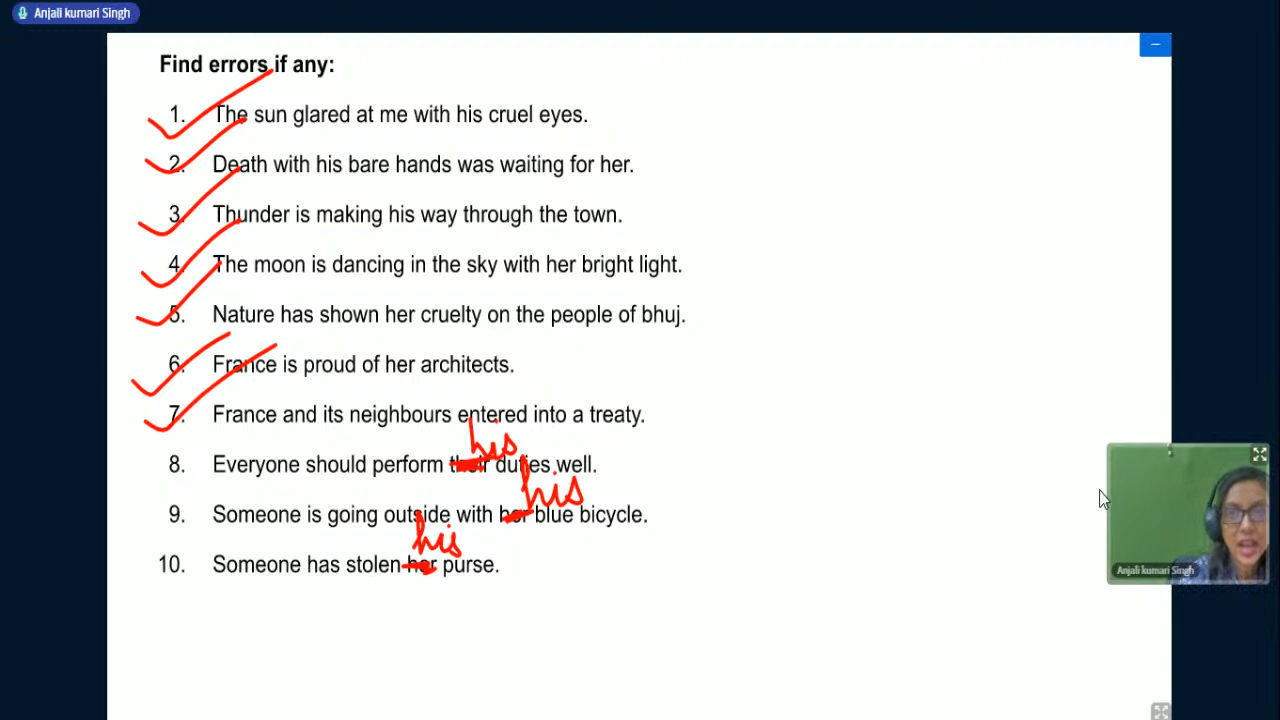 Anjali kumari Singh
Find errors if any:
1. The sun glared at me with his cruel eyes.
2. Death with his bare hands was waiting for her.
3. Thunder is making his way through the town.
4. The moon is dancing in the sky with her bright light.
5. Nature has shown her cruelty on the people of bhuj.
6. France is proud of her architects.
7. France and its neighbours entered into a treaty.
his
8. Everyone should perform their duties well.
his
9. Someone is going outside with her blue bicycle.
his
10. Someone has stolen her purse.
Anjali kumari Singh